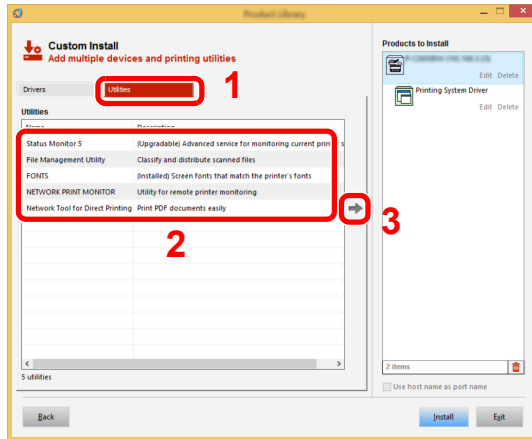 Product Library
Custom Install
Add multiple devices and printing utilities
1
Drivers
Utilities
Utilities
Name Description
Status Monitor 5 (Upgradable) Advanced service for monitoring current printer s
File Management Utility Classify and distribute scanned files
FONTS (Installed) Screen fonts that match the printer's fonts
NETWORK PRINT MONITOR Utility for remote printer monitoring
Network Tool for Direct Printing Print PDF documents easily
2
3
5 utilities
Products to Install
Edit Delete
Printing System Driver
Edit Delete
2 items
Use host name as port name
Back
Install
Exit